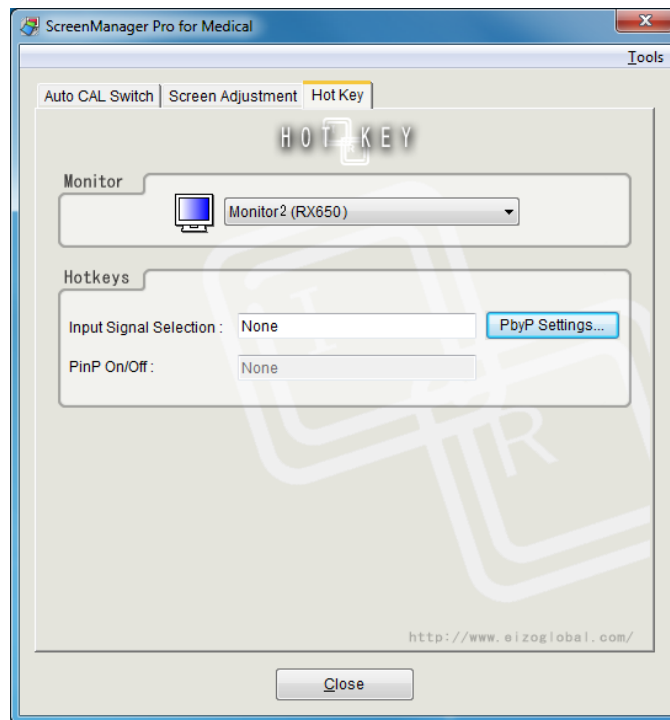 ScreenManager Pro for Medical
Tools
Auto CAL Switch Screen Adjustment Hot Key
HOT KEY
Monitor
Monitor2 (RX650)
Hotkeys
Input Signal Selection : None PbyP Settings...
PinP On/Off : None
http://www.eizoglobal.com/
Close